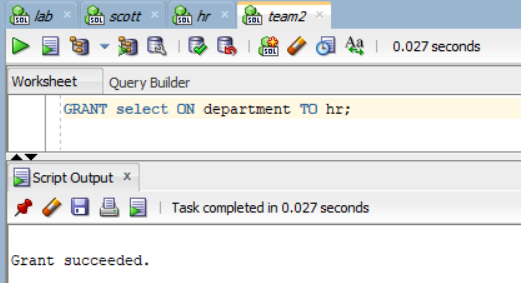 lab × scott × hr × team2 ×
0.027 seconds
Worksheet Query Builder
GRANT select ON department TO hr;
Script Output ×
Task completed in 0.027 seconds
Grant succeeded.